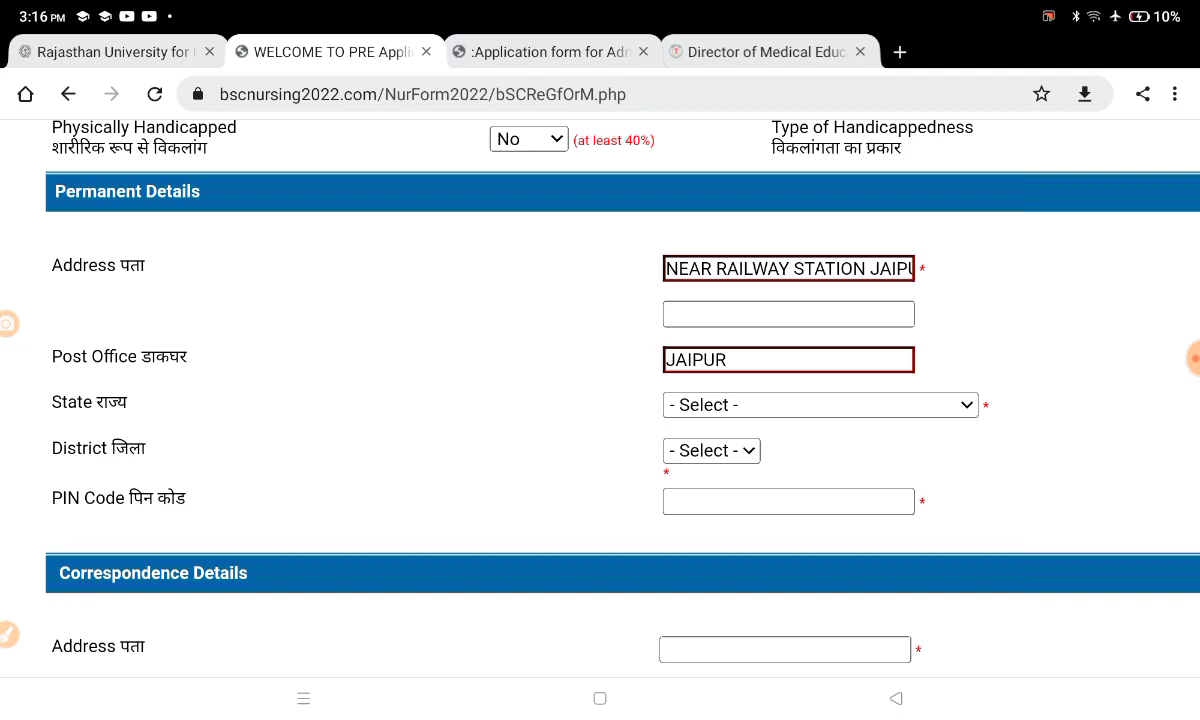 3:16 PM
10%
Rajasthan University for
WELCOME TO PRE Appli
:Application form for Adm
Director of Medical Educ
bscnursing2022.com/NurForm2022/bSCReGfOrM.php
Physically Handicapped
शारीरिक रूप से विकलांग
No
(at least 40%)
Type of Handicappedness
विकलांगता का प्रकार
Permanent Details
Address पता
NEAR RAILWAY STATION JAIPU
*
Post Office डाकघर
JAIPUR
State राज्य
- Select -
*
District जिला
- Select -
*
PIN Code पिन कोड
*
Correspondence Details
Address पता
*